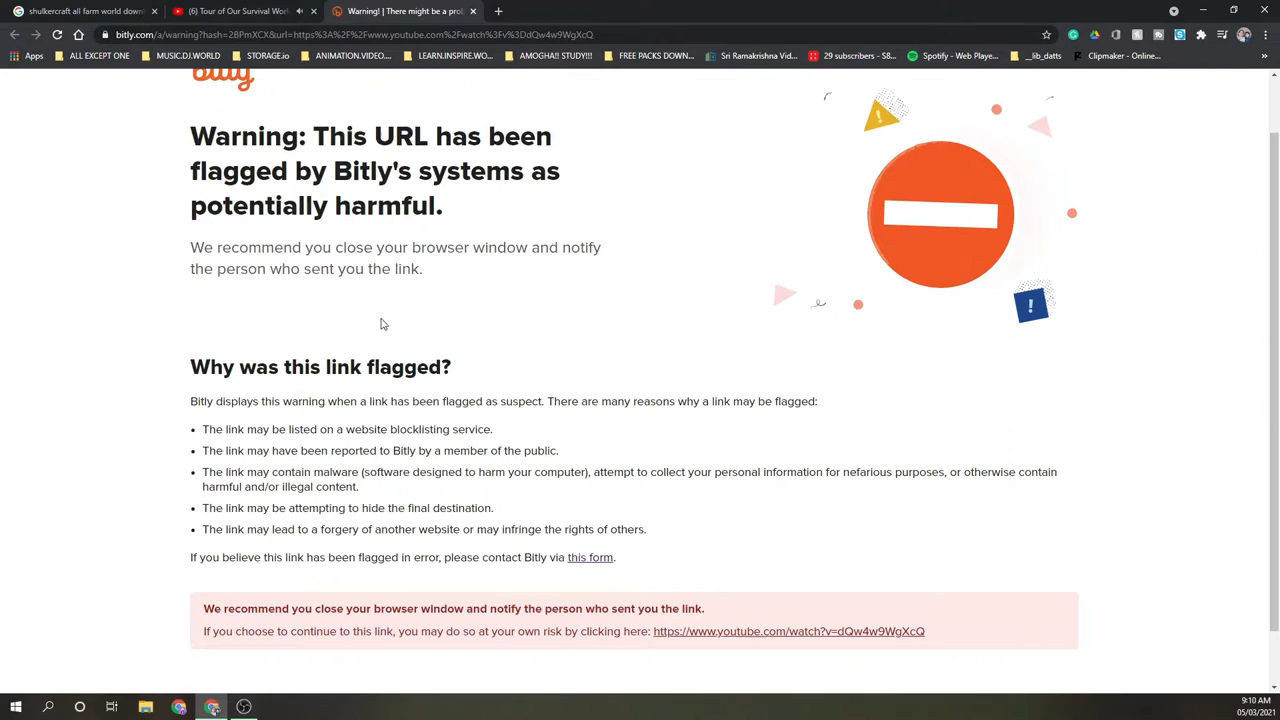 shulkercraft all farm world down
(6) Tour of Our Survival Worl
Warning! | There might be a prob
bitly.com/a/warning?hash=2BPmXCX&url=https%3A%2F%2Fwww.youtube.com%2Fwatch%3Fv%3DdQw4w9WgXcQ
Apps
ALL EXCEPT ONE
MUSIC.DJ.WORLD
STORAGE.io
ANIMATION.VIDEO....
LEARN.INSPIRE.WO...
AMOGHA!! STUDY!!!
FREE PACKS DOWN...
Sri Ramakrishna Vid...
29 subscribers - S8...
Spotify - Web Playe...
__lib_datts
Clipmaker - Online...
bitly
Warning: This URL has been
flagged by Bitly's systems as
potentially harmful.
We recommend you close your browser window and notify
the person who sent you the link.
Why was this link flagged?
Bitly displays this warning when a link has been flagged as suspect. There are many reasons why a link may be flagged:
• The link may be listed on a website blocklisting service.
• The link may have been reported to Bitly by a member of the public.
• The link may contain malware (software designed to harm your computer), attempt to collect your personal information for nefarious purposes, or otherwise contain
harmful and/or illegal content.
• The link may be attempting to hide the final destination.
• The link may lead to a forgery of another website or may infringe the rights of others.
If you believe this link has been flagged in error, please contact Bitly via this form.
We recommend you close your browser window and notify the person who sent you the link.
If you choose to continue to this link, you may do so at your own risk by clicking here: https://www.youtube.com/watch?v=dQw4w9WgXcQ
9:10 AM
05/03/2021